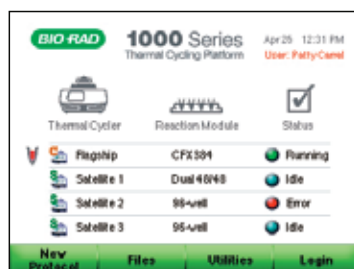 BIO-RAD
1000 Series
Thermal Cycling Platform
Apr 25 12:31 PM
User: Patty Camel
Thermal Cycler Reaction Module Status
Flagship CFX384 Running
Satellite 1 Dual 48/48 Idle
Satellite 2 96-well Error
Satellite 3 96-well Idle
New Protocol Files Utilities Login